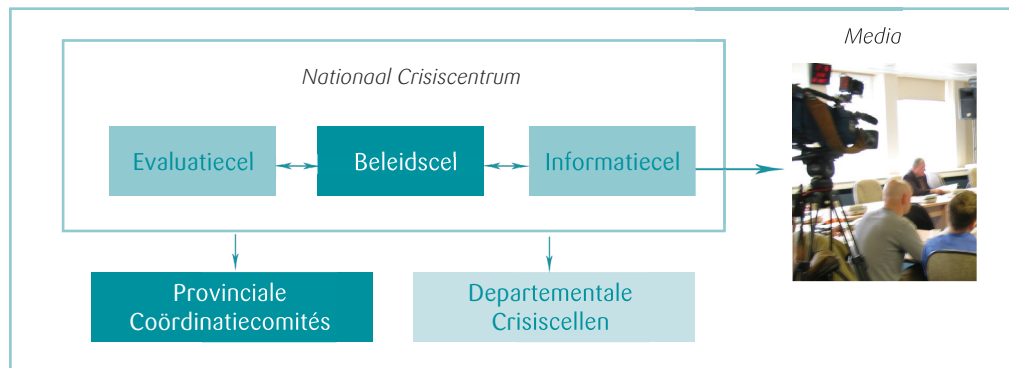 Media
Nationaal Crisiscentrum
Evaluatiecel
Beleidscel
Informatiecel
Provinciale
Coördinatiecomités
Departementale
Crisiscellen